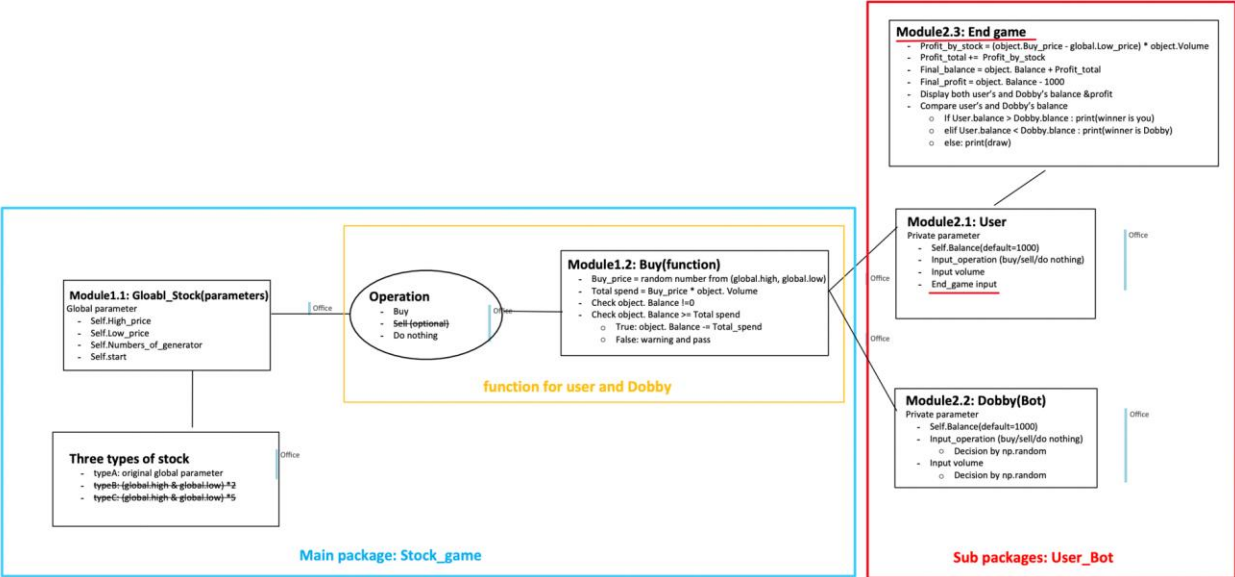 Module2.3: End game
- Profit_by_stock = (object.Buy_price - global.Low_price) * object.Volume
- Profit_total += Profit_by_stock
- Final_balance = object. Balance + Profit_total
- Final_profit = object. Balance - 1000
- Display both user's and Dobby's balance &profit
- Compare user's and Dobby's balance
o If User.balance > Dobby.blance : print(winner is you)
o elif User.balance < Dobby.blance : print(winner is Dobby)
o else: print(draw)
Module1.1: Gloabl_Stock(parameters)
Global parameter
- Self.High_price
- Self.Low_price
- Self.Numbers_of_generator
- Self.start
Office
Three types of stock
- typeA: original global parameter
- typeB: (global.high & global.low) *2
- typeC: (global.high & global.low) *5
Office
Operation
- Buy
- Sell (optional)
- Do nothing
Office
Module1.2: Buy(function)
- Buy_price = random number from (global.high, global.low)
- Total spend = Buy_price * object. Volume
- Check object. Balance !=0
- Check object. Balance >= Total spend
o True: object. Balance -= Total_spend
o False: warning and pass
function for user and Dobby
Main package: Stock_game
Office
Office
Module2.1: User
Private parameter
- Self.Balance(default=1000)
- Input_operation (buy/sell/do nothing)
- Input volume
- End_game input
Office
Module2.2: Dobby(Bot)
Private parameter
- Self.Balance(default=1000)
- Input_operation (buy/sell/do nothing)
o Decision by np.random
- Input volume
o Decision by np.random
Office
Sub packages: User_Bot